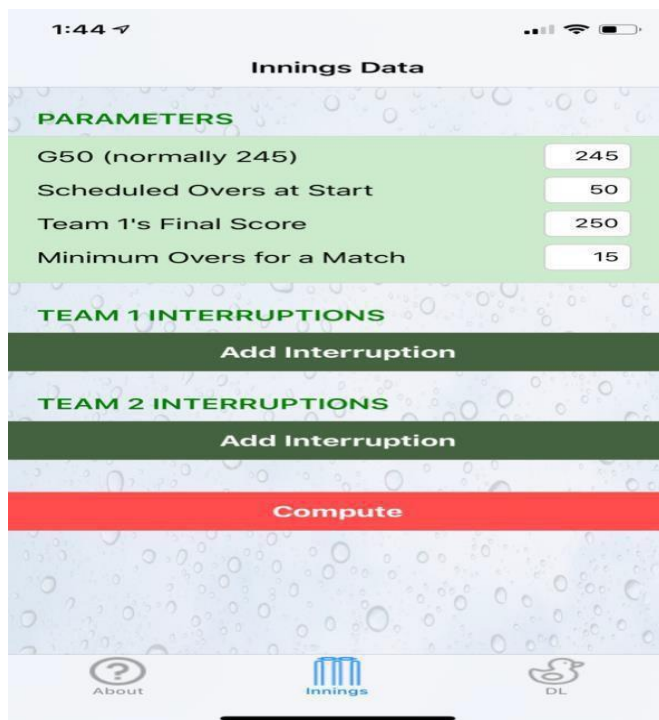 1:44
Innings Data
PARAMETERS
G50 (normally 245) 245
Scheduled Overs at Start 50
Team 1's Final Score 250
Minimum Overs for a Match 15
TEAM 1 INTERRUPTIONS
Add Interruption
TEAM 2 INTERRUPTIONS
Add Interruption
Compute
About Innings DL